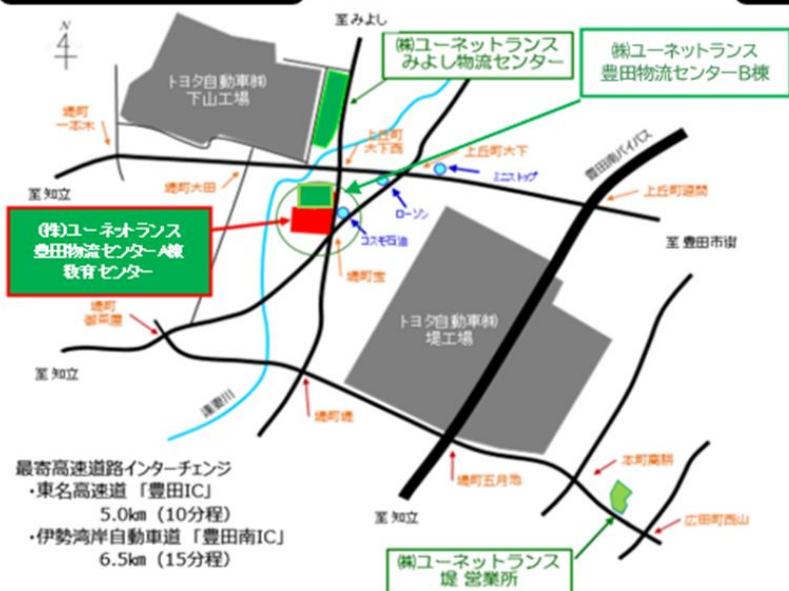 N
至みよし
㈱ユーネットランス
みよし物流センター
㈱ユーネットランス
豊田物流センターB棟
トヨタ自動車㈱
下山工場
堤町
一本木
上丘町
大下西
上丘町大下
豊田南バイパス
至知立
堤町大田
ミニストップ
上丘町
ローソン
コスモ石油
至豊田市街
(株)ユーネットランス
豊田物流センターA棟
教育センター
堤町宝
堤町
御茶屋
トヨタ自動車㈱
堤工場
至知立
逢妻川
堤町堤
最寄高速道路インターチェンジ
・東名高速道「豊田IC」
5.0km（10分程）
・伊勢湾岸自動車道「豊田南IC」
6.5km（15分程）
本町高耕
堤町五月池
至知立
広田町西山
㈱ユーネットランス
堤 営業所